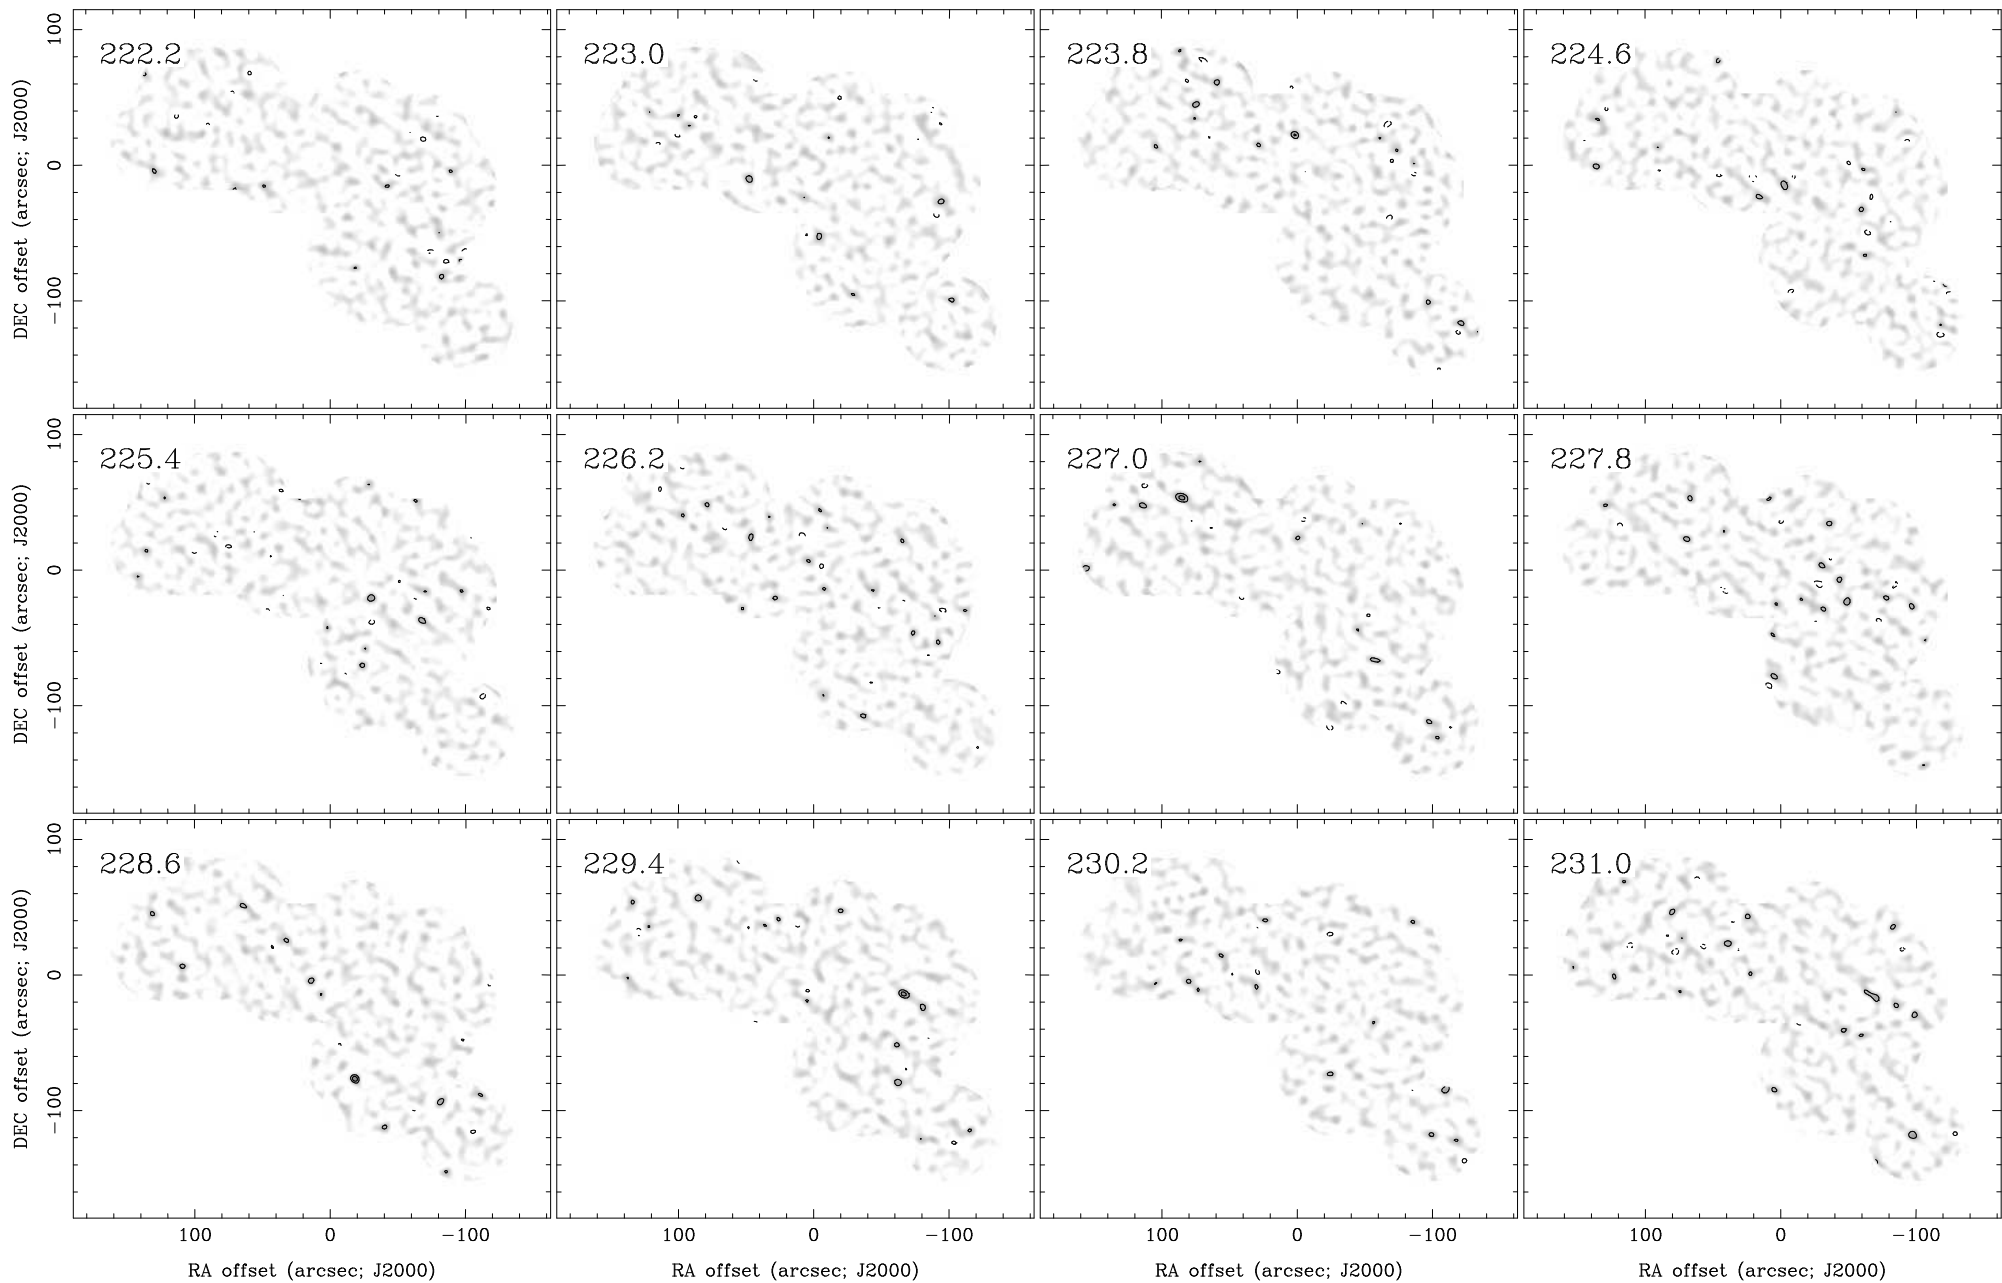 222.2
223.0
223.8
224.6
100
0
-100
DEC offset (arcsec; J2000)
225.4
226.2
227.0
227.8
100
0
-100
DEC offset (arcsec; J2000)
228.6
229.4
230.2
231.0
100
0
-100
DEC offset (arcsec; J2000)
100 0 -100
100 0 -100
100 0 -100
100 0 -100
RA offset (arcsec; J2000)
RA offset (arcsec; J2000)
RA offset (arcsec; J2000)
RA offset (arcsec; J2000)